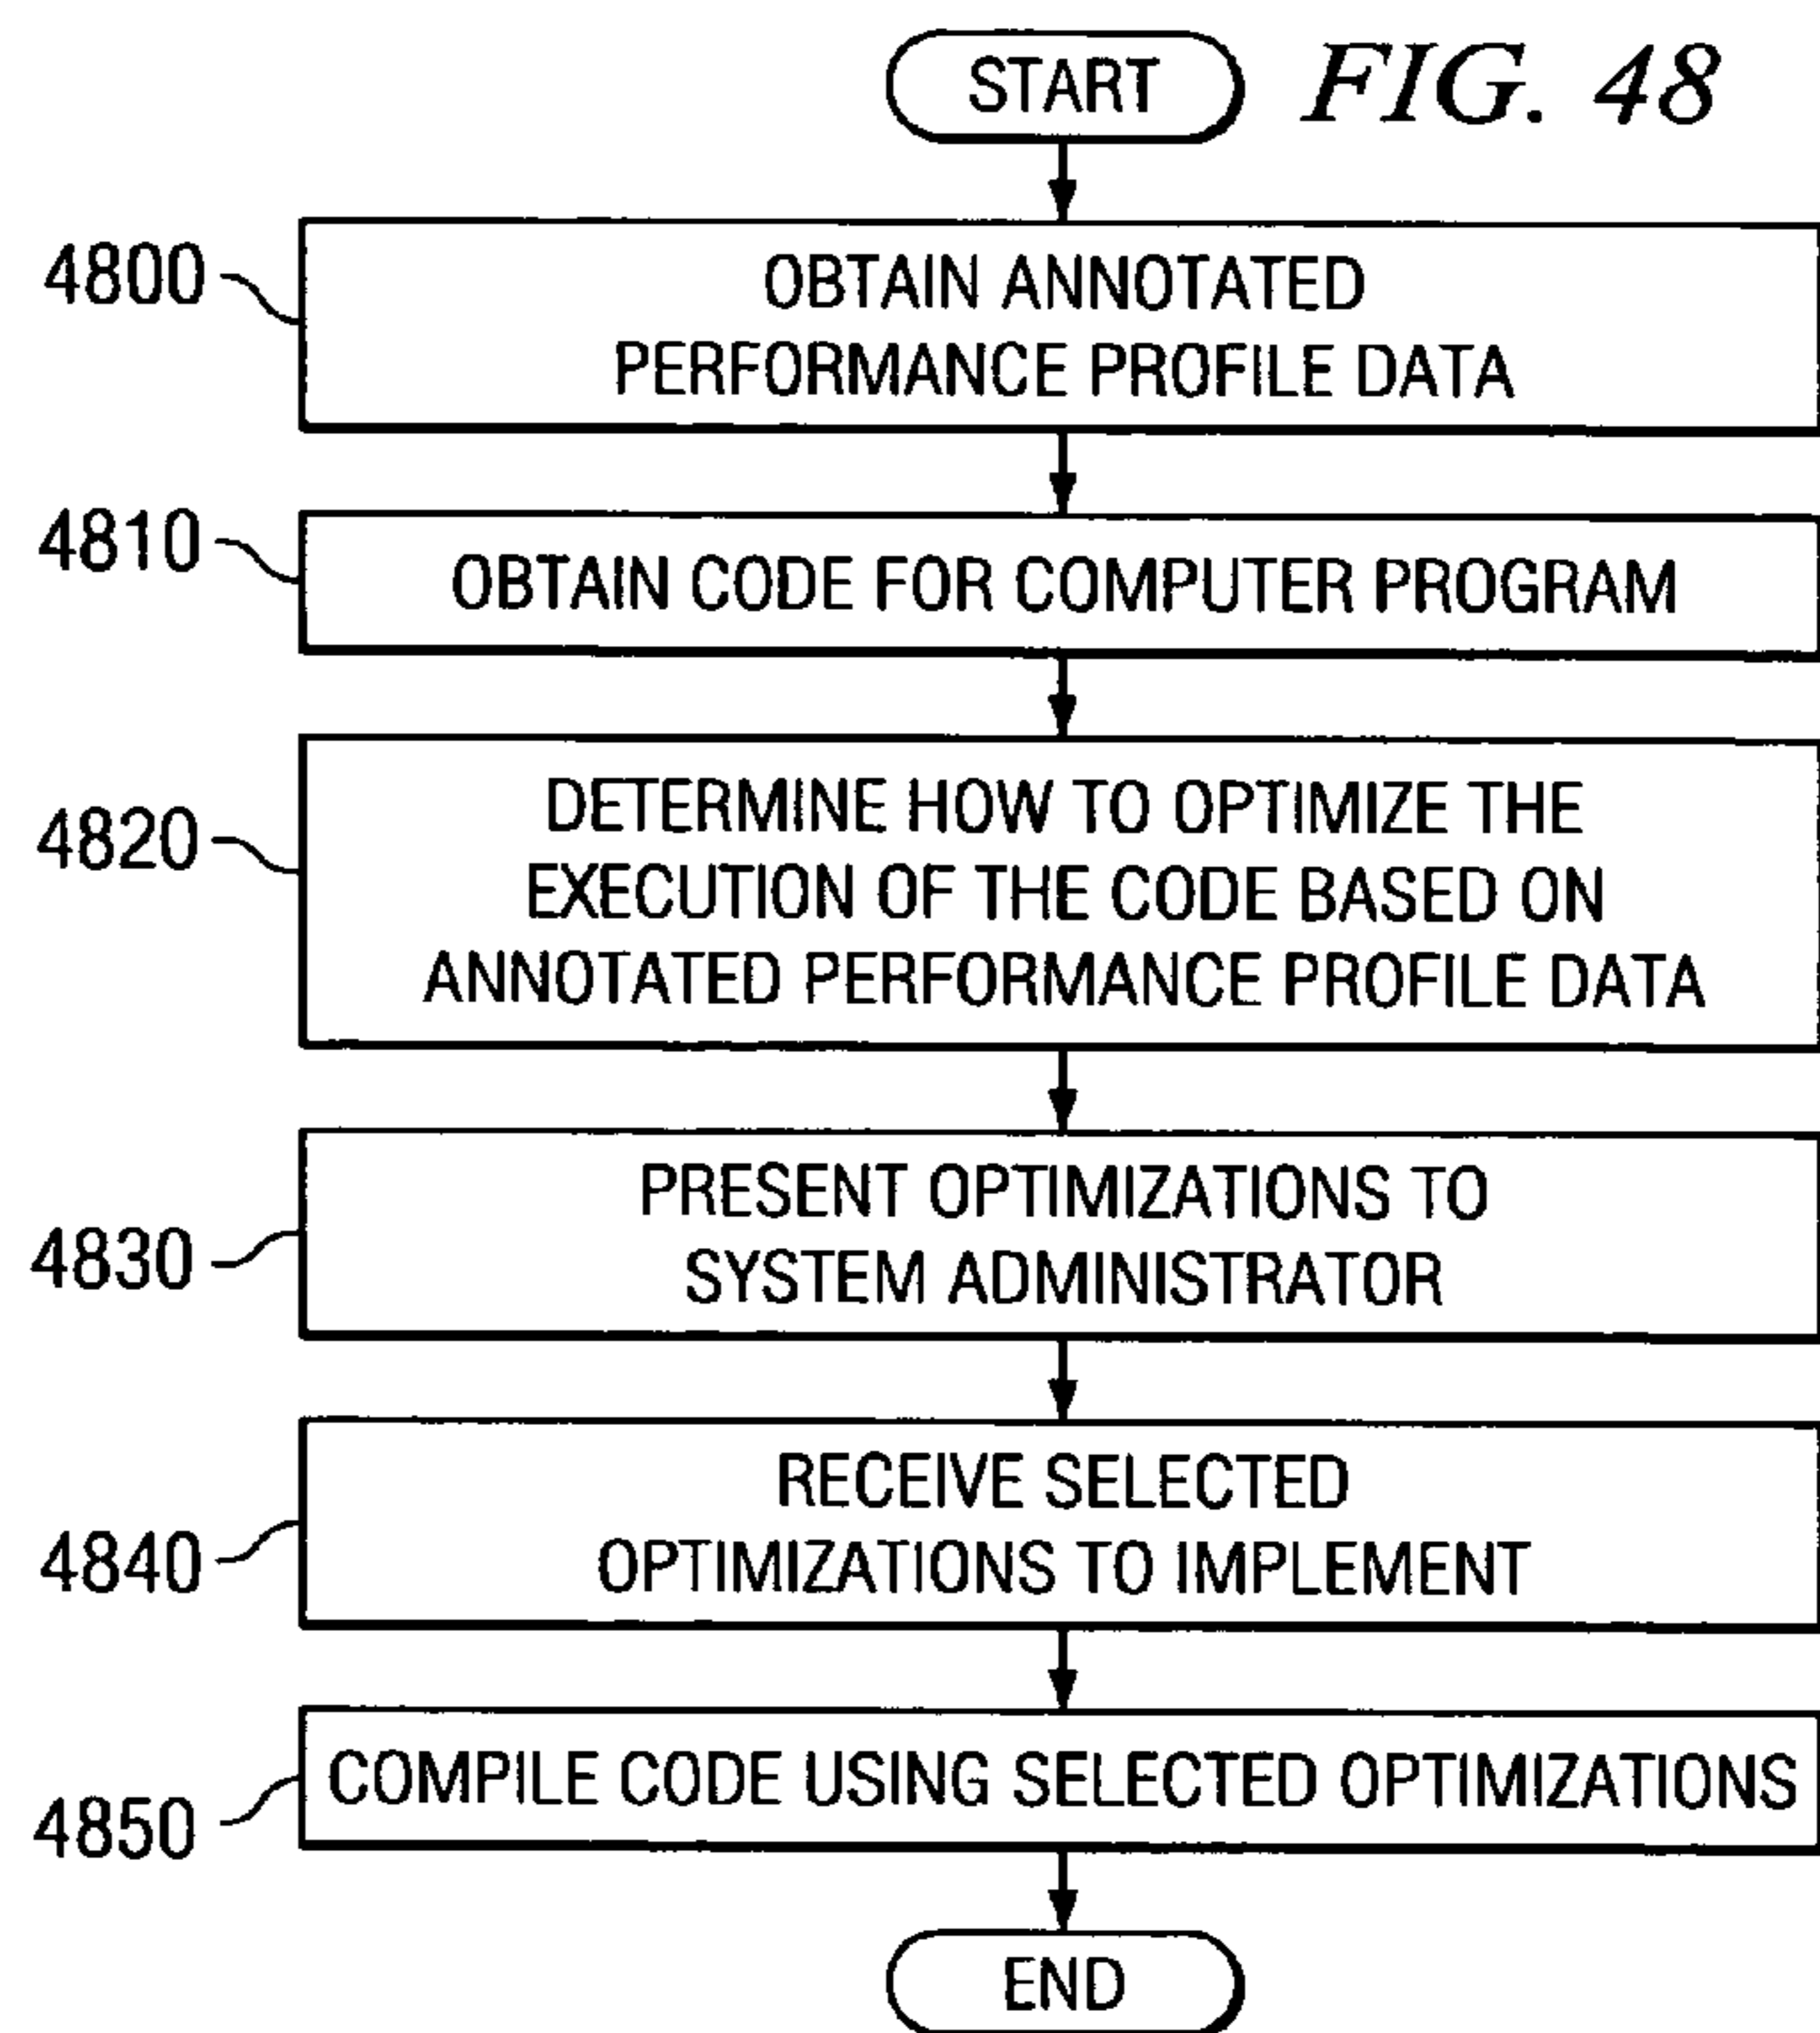 START
FIG. 48
4800
OBTAIN ANNOTATED
PERFORMANCE PROFILE DATA
4810
OBTAIN CODE FOR COMPUTER PROGRAM
4820
DETERMINE HOW TO OPTIMIZE THE
EXECUTION OF THE CODE BASED ON
ANNOTATED PERFORMANCE PROFILE DATA
4830
PRESENT OPTIMIZATIONS TO
SYSTEM ADMINISTRATOR
4840
RECEIVE SELECTED
OPTIMIZATIONS TO IMPLEMENT
4850
COMPILE CODE USING SELECTED OPTIMIZATIONS
END